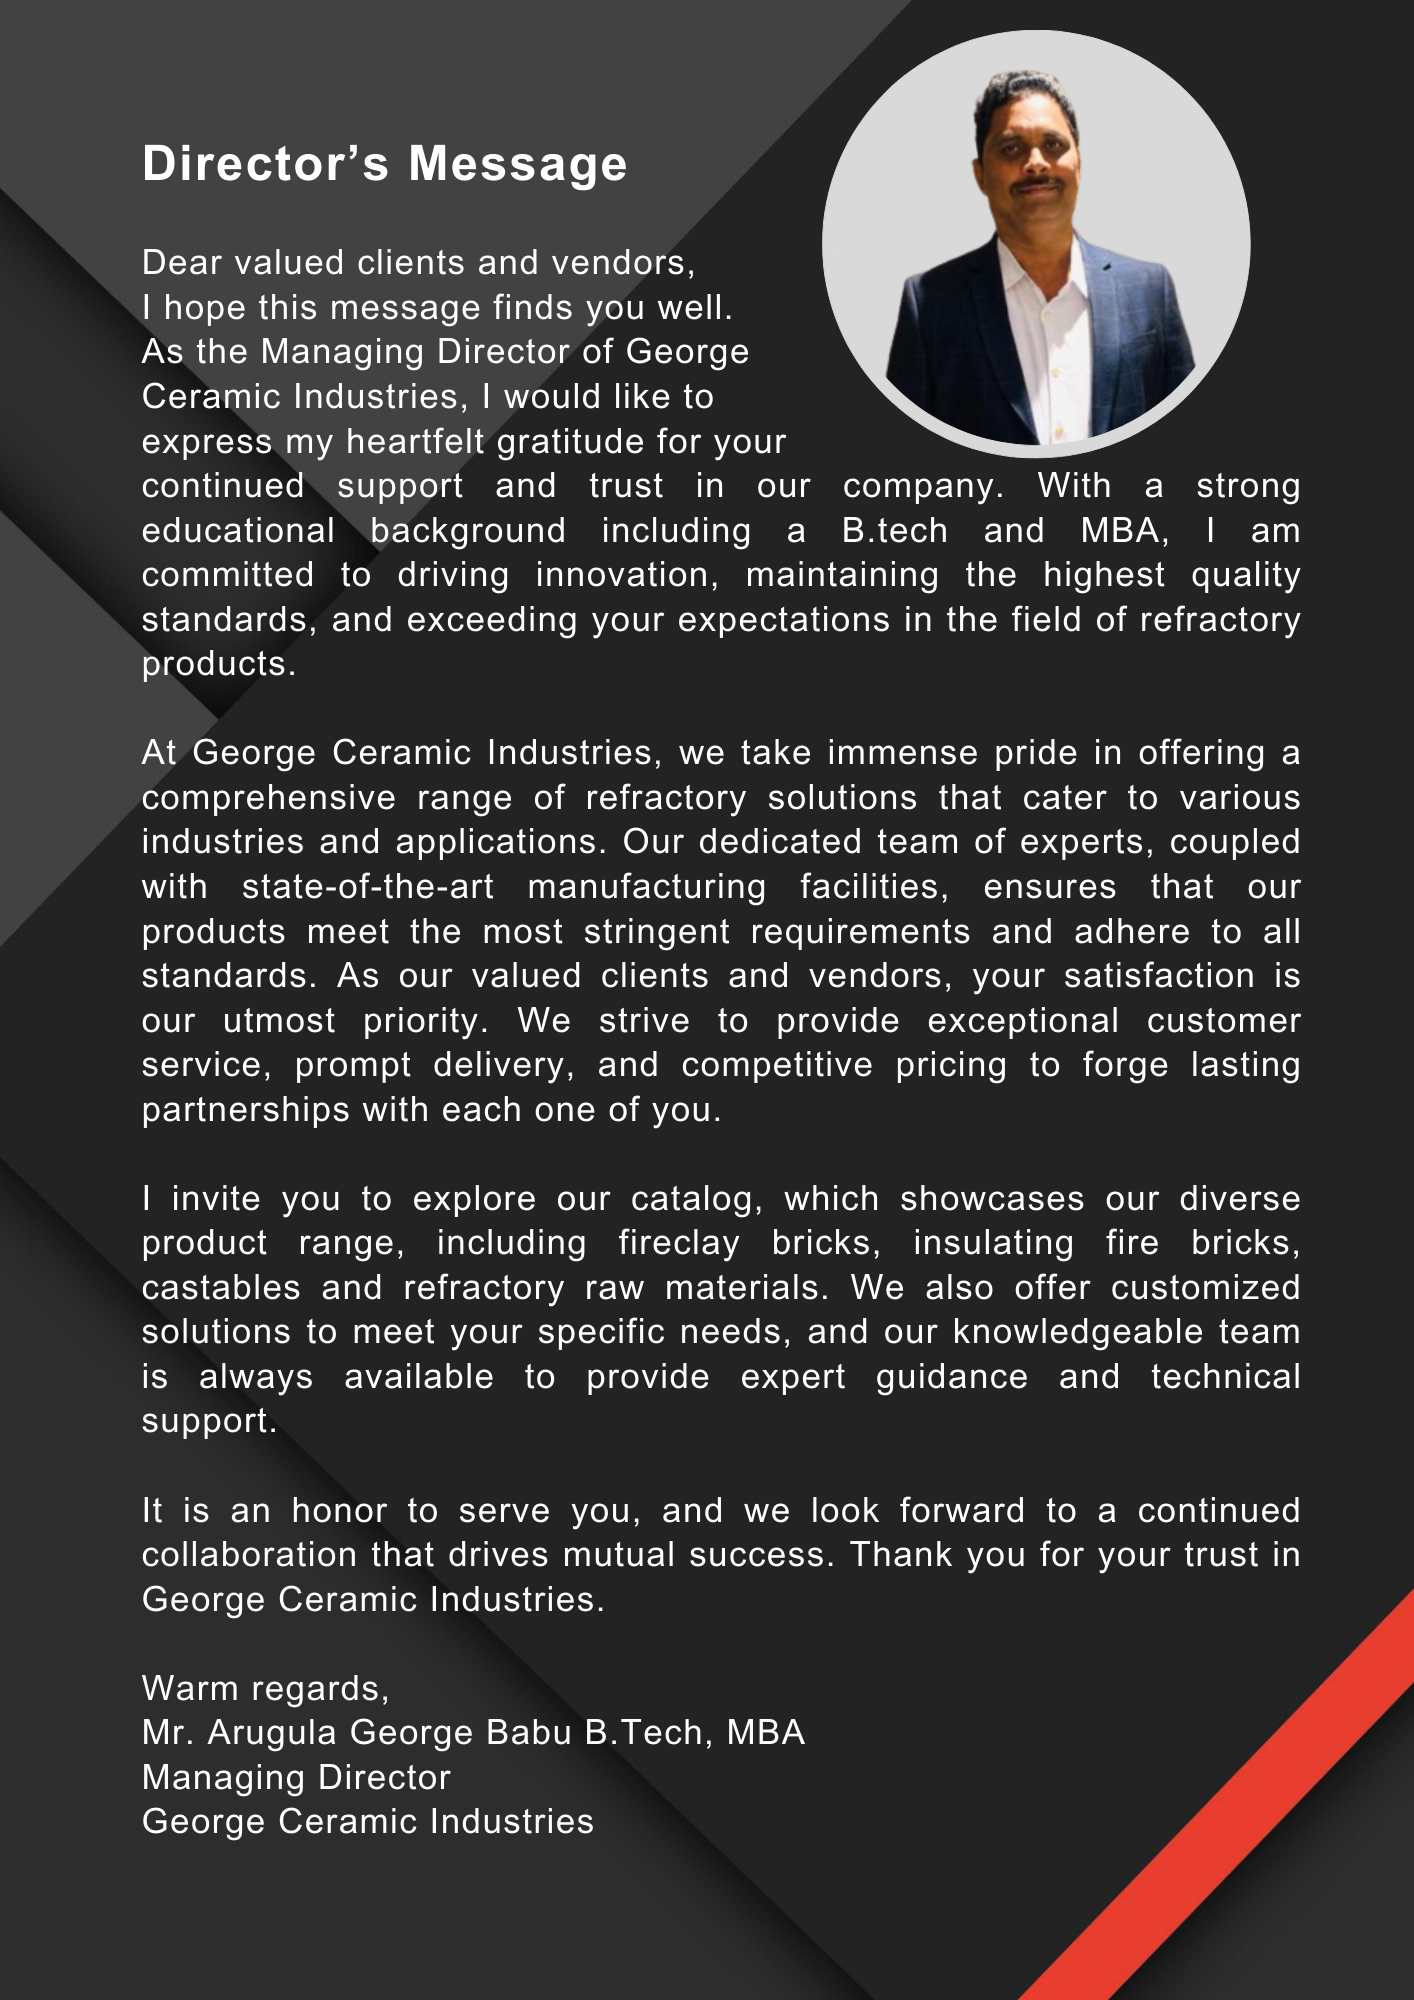 Director’s Message
Dear valued clients and vendors,
I hope this message finds you well.
As the Managing Director of George
Ceramic Industries, I would like to
express my heartfelt gratitude for your
continued support and trust in our company. With a strong
educational background including a B.tech and MBA, I am
committed to driving innovation, maintaining the highest quality
standards, and exceeding your expectations in the field of refractory
products.
At George Ceramic Industries, we take immense pride in offering a
comprehensive range of refractory solutions that cater to various
industries and applications. Our dedicated team of experts, coupled
with state-of-the-art manufacturing facilities, ensures that our
products meet the most stringent requirements and adhere to all
standards. As our valued clients and vendors, your satisfaction is
our utmost priority. We strive to provide exceptional customer
service, prompt delivery, and competitive pricing to forge lasting
partnerships with each one of you.
I invite you to explore our catalog, which showcases our diverse
product range, including fireclay bricks, insulating fire bricks,
castables and refractory raw materials. We also offer customized
solutions to meet your specific needs, and our knowledgeable team
is always available to provide expert guidance and technical
support.
It is an honor to serve you, and we look forward to a continued
collaboration that drives mutual success. Thank you for your trust in
George Ceramic Industries.
Warm regards,
Mr. Arugula George Babu B.Tech, MBA
Managing Director
George Ceramic Industries